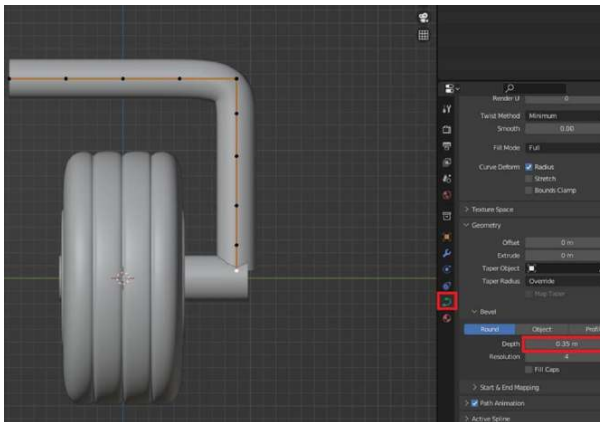 Render U 0
Twist Method Minimum
Smooth 0.00
Fill Mode Full
Curve Deform Radius
Stretch
Bounds Clamp
Texture Space
Geometry
Offset 0 m
Extrude 0 m
Taper Object
Taper Radius Override
Map Taper
Bevel
Round Object Profil
Depth 0.35 m
Resolution 4
Fill Caps
Start & End Mapping
Path Animation
Active Spline